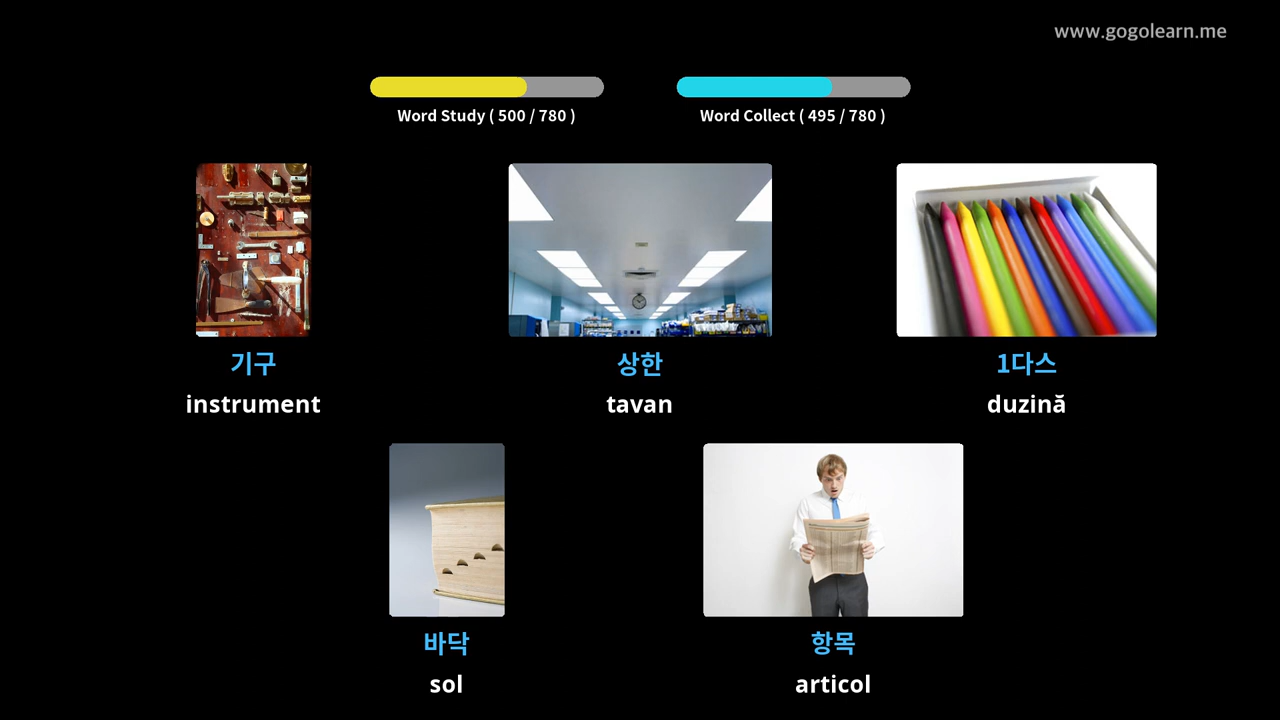 www.gogolearn.me
Word Study ( 500 / 780 )
Word Collect ( 495 / 780 )
기구
instrument
상한
tavan
1다스
duzină
바닥
sol
항목
articol